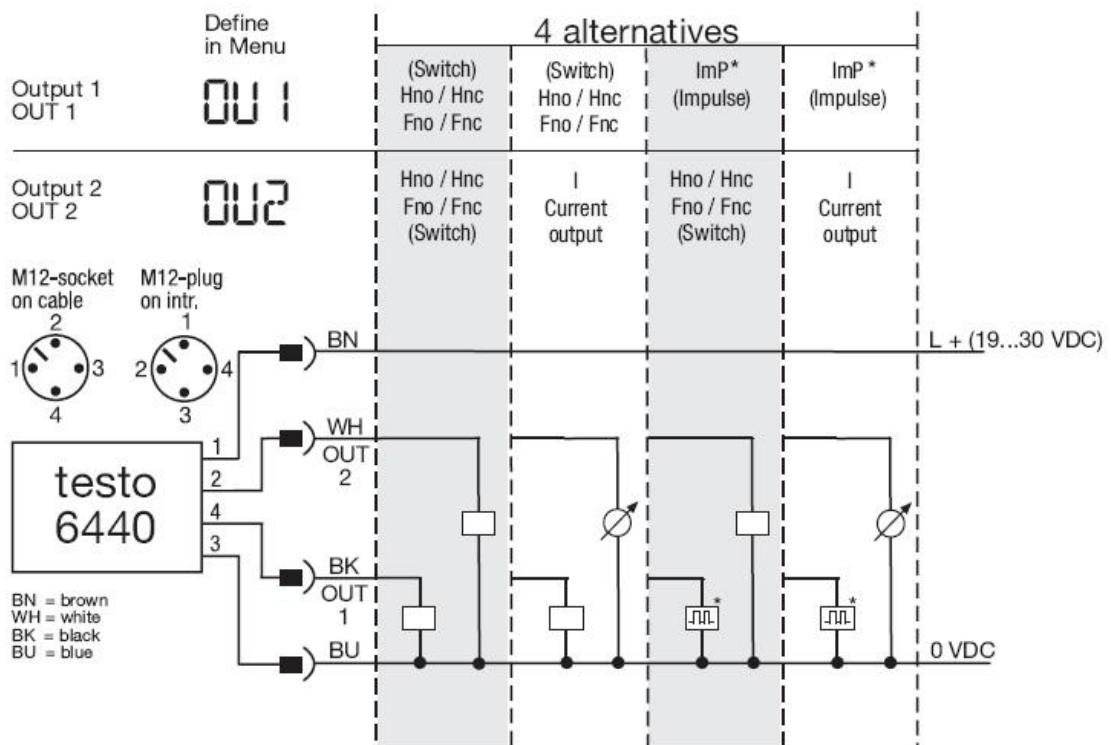 Define
in Menu
4 alternatives
Output 1
OUT 1
OU1
(Switch)
Hno / Hnc
Fno / Fnc
(Switch)
Hno / Hnc
Fno / Fnc
ImP*
(Impulse)
ImP*
(Impulse)
Output 2
OUT 2
OU2
Hno / Hnc
Fno / Fnc
(Switch)
I
Current
output
Hno / Hnc
Fno / Fnc
(Switch)
I
Current
output
M12-socket
on cable
2
1 3
4
M12-plug
on intr.
1
2 4
3
BN
L + (19...30 VDC)
WH
OUT
2
testo
6440
1
2
4
3
BK
OUT
1
*
*
BU
0 VDC
BN = brown
WH = white
BK = black
BU = blue